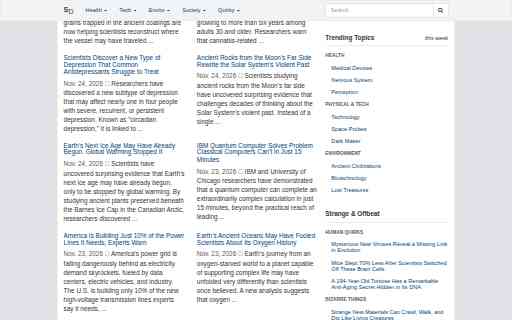 SD
Health
Tech
Enviro
Society
Quirky
Search
grains trapped in the ancient coatings are
now helping scientists reconstruct where
the vessel may have traveled ...
Scientists Discover a New Type of
Depression That Common
Antidepressants Struggle to Treat
Nov. 24, 2026 — Researchers have
discovered a new subtype of depression
that may affect nearly one in four people
with severe, recurrent, or persistent
depression. Known as "circadian
depression," it is linked to ...
Earth's Next Ice Age May Have Already
Begun. Global Warming Stopped It
Nov. 24, 2026 — Scientists have
uncovered surprising evidence that Earth's
next ice age may have already begun,
only to be stopped by global warming. By
studying ancient plants preserved beneath
the Barnes Ice Cap in the Canadian Arctic,
researchers discovered ...
America Is Building Just 10% of the Power
Lines It Needs, Experts Warn
Nov. 23, 2026 — America's power grid is
falling dangerously behind as electricity
demand skyrockets, fueled by data
centers, electric vehicles, and industry.
The U.S. is building only 10% of the new
high-voltage transmission lines experts
say it needs, ...
growing to more than six years among
adults 30 and older. Researchers warn
that cannabis-related ...
Ancient Rocks from the Moon's Far Side
Rewrite the Solar System's Violent Past
Nov. 24, 2026 — Scientists studying
ancient rocks from the Moon's far side
have uncovered surprising evidence that
challenges decades of thinking about the
Solar System's violent past. Instead of a
single ...
IBM Quantum Computer Solves Problem
Classical Computers Can't in Just 15
Minutes
Nov. 23, 2026 — IBM and University of
Chicago researchers have demonstrated
that a quantum computer can complete an
extraordinarily complex calculation in just
15 minutes, beyond the practical reach of
leading ...
Earth's Ancient Oceans May Have Fooled
Scientists About Its Oxygen History
Nov. 23, 2026 — Earth's journey from an
oxygen-starved world to a planet capable
of supporting complex life may have
unfolded very differently than scientists
once believed. A new analysis suggests
that oxygen ...
Trending Topics
this week
HEALTH
Medical Devices
Nervous System
Perception
PHYSICAL & TECH
Technology
Space Probes
Dark Matter
ENVIRONMENT
Ancient Civilizations
Biotechnology
Lost Treasures
Strange & Offbeat
HUMAN QUIRKS
Mysterious New Viruses Reveal a Missing Link
in Evolution
Mice Slept 70% Less After Scientists Switched
Off These Brain Cells
A 194-Year-Old Tortoise Has a Remarkable
Anti-Aging Secret Hidden in Its DNA
BIZARRE THINGS
Strange New Materials Can Crawl, Walk, and
Dig Like Living Creatures